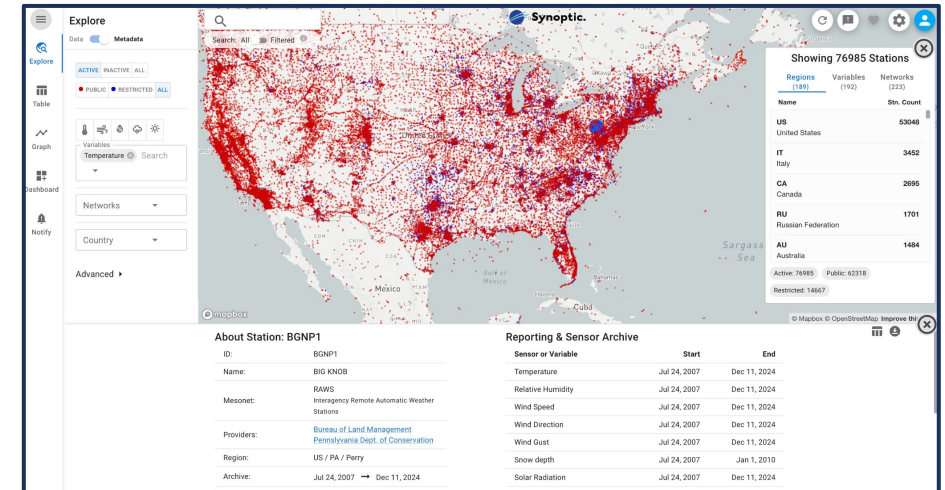 Explore
Data Metadata
ACTIVE INACTIVE ALL
PUBLIC RESTRICTED ALL
Variables
Temperature Search
Networks
Country
Advanced
Explore
Table
Graph
Dashboard
Notify
Search: All Filtered
Synoptic.
United States
Ottawa
New York
Mexico
Gulf of
Mexico
Havana
Cuba
Bahamas
Sargass
Sea
mapbox
© Mapbox © OpenStreetMap Improve thi
Showing 76985 Stations
Regions Variables Networks
(189) (192) (223)
Name Stn. Count
US 53048
United States
IT 3452
Italy
CA 2695
Canada
RU 1701
Russian Federation
AU 1484
Australia
Active: 76985 Public: 62318
Restricted: 14667
About Station: BGNP1
ID: BGNP1
Name: BIG KNOB
Mesonet: RAWS
Interagency Remote Automatic Weather
Stations
Providers: Bureau of Land Management
Pennsylvania Dept. of Conservation
Region: US / PA / Perry
Archive: Jul 24, 2007 → Dec 11, 2024
Reporting & Sensor Archive
Sensor or Variable Start End
Temperature Jul 24, 2007 Dec 11, 2024
Relative Humidity Jul 24, 2007 Dec 11, 2024
Wind Speed Jul 24, 2007 Dec 11, 2024
Wind Direction Jul 24, 2007 Dec 11, 2024
Wind Gust Jul 24, 2007 Dec 11, 2024
Snow depth Jul 24, 2007 Jan 1, 2010
Solar Radiation Jul 24, 2007 Dec 11, 2024